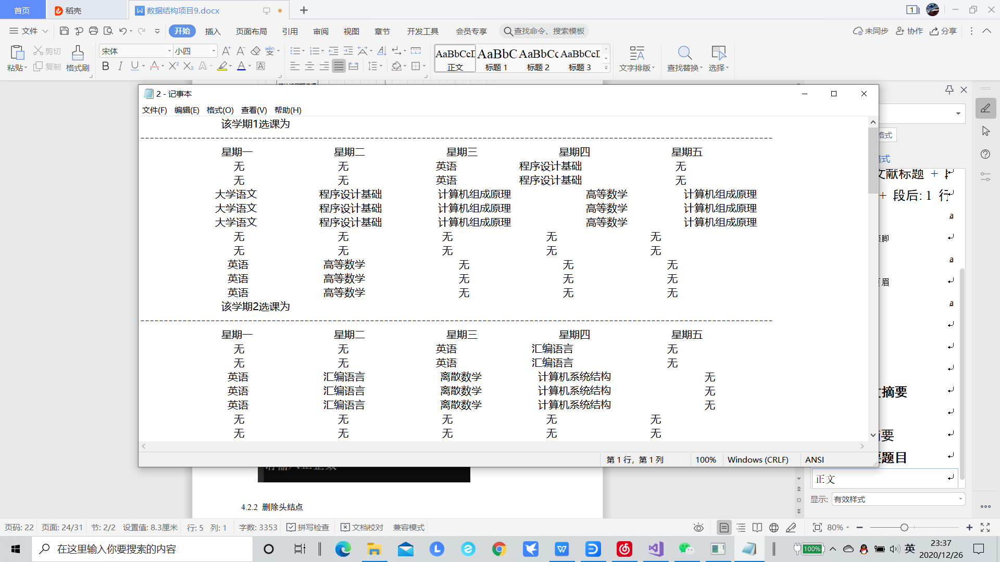 首页 稻壳 数据结构项目9.docx 1
文件 开始 插入 页面布局 引用 审阅 视图 章节 开发工具 会员专享 查找命令、搜索模板 未同步 协作 分享
粘贴 剪切 复制 格式刷 宋体 小四 AaBbCcD 正文 AaBbC 标题 1 AaBbCc 标题 2 AaBbCcD 标题 3 文字排版 查找替换 选择
2 - 记事本
文件(F) 编辑(E) 格式(O) 查看(V) 帮助(H)
该学期1选课为
星期一 星期二 星期三 星期四 星期五
无 无 英语 程序设计基础 无
无 无 英语 程序设计基础 无
大学语文 程序设计基础 计算机组成原理 高等数学 计算机组成原理
大学语文 程序设计基础 计算机组成原理 高等数学 计算机组成原理
大学语文 程序设计基础 计算机组成原理 高等数学 计算机组成原理
无 无 无 无 无
无 无 无 无 无
英语 高等数学 无 无 无
英语 高等数学 无 无 无
英语 高等数学 无 无 无
该学期2选课为
星期一 星期二 星期三 星期四 星期五
无 无 英语 汇编语言 无
无 无 英语 汇编语言 无
英语 汇编语言 离散数学 计算机系统结构 无
英语 汇编语言 离散数学 计算机系统结构 无
英语 汇编语言 离散数学 计算机系统结构 无
无 无 无 无 无
无 无 无 无 无
第 1 行，第 1 列 100% Windows (CRLF) ANSI
格式
文献标题 +
+ 段后: 1 行
a
页脚
a
页眉
a
文摘要
摘要
要题目
正文
显示: 有效样式
4.2.2 删除头结点
页码: 22 页面: 24/31 节: 2/2 设置值: 8.3厘米 行: 5 列: 1 字数: 3353 拼写检查 文档校对 兼容模式 80%
在这里输入你要搜索的内容 100% 英 23:37
2020/12/26